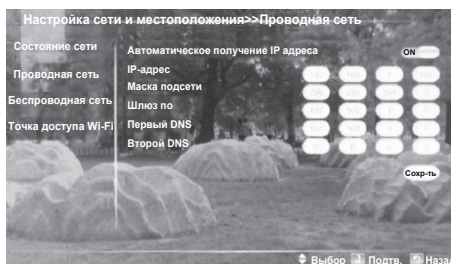 Настройка сети и местоположения>>Проводная сеть
Состояние сети
Проводная сеть
Беспроводная сеть
Точка доступа Wi-Fi
Автоматическое получение IP адреса ON
IP-адрес
Маска подсети
Шлюз по
Первый DNS
Второй DNS
Сохр-ть
Выбор Подтв. Назад